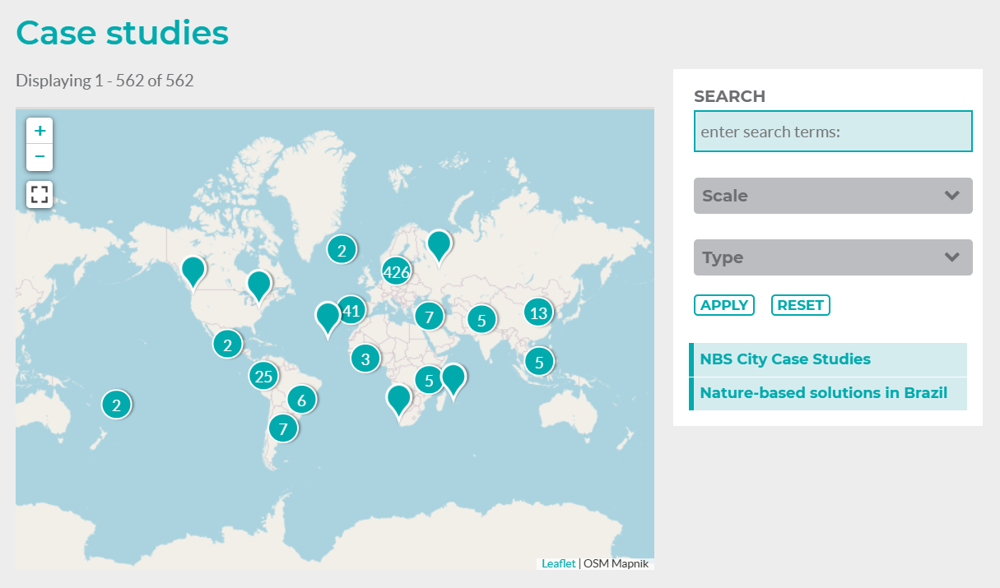 Case studies
Displaying 1 - 562 of 562
+
−
2
426
41
7
5
13
2
3
5
25
5
6
2
7
Leaflet | OSM Mapnik
SEARCH
enter search terms:
Scale
Type
APPLY RESET
NBS City Case Studies
Nature-based solutions in Brazil